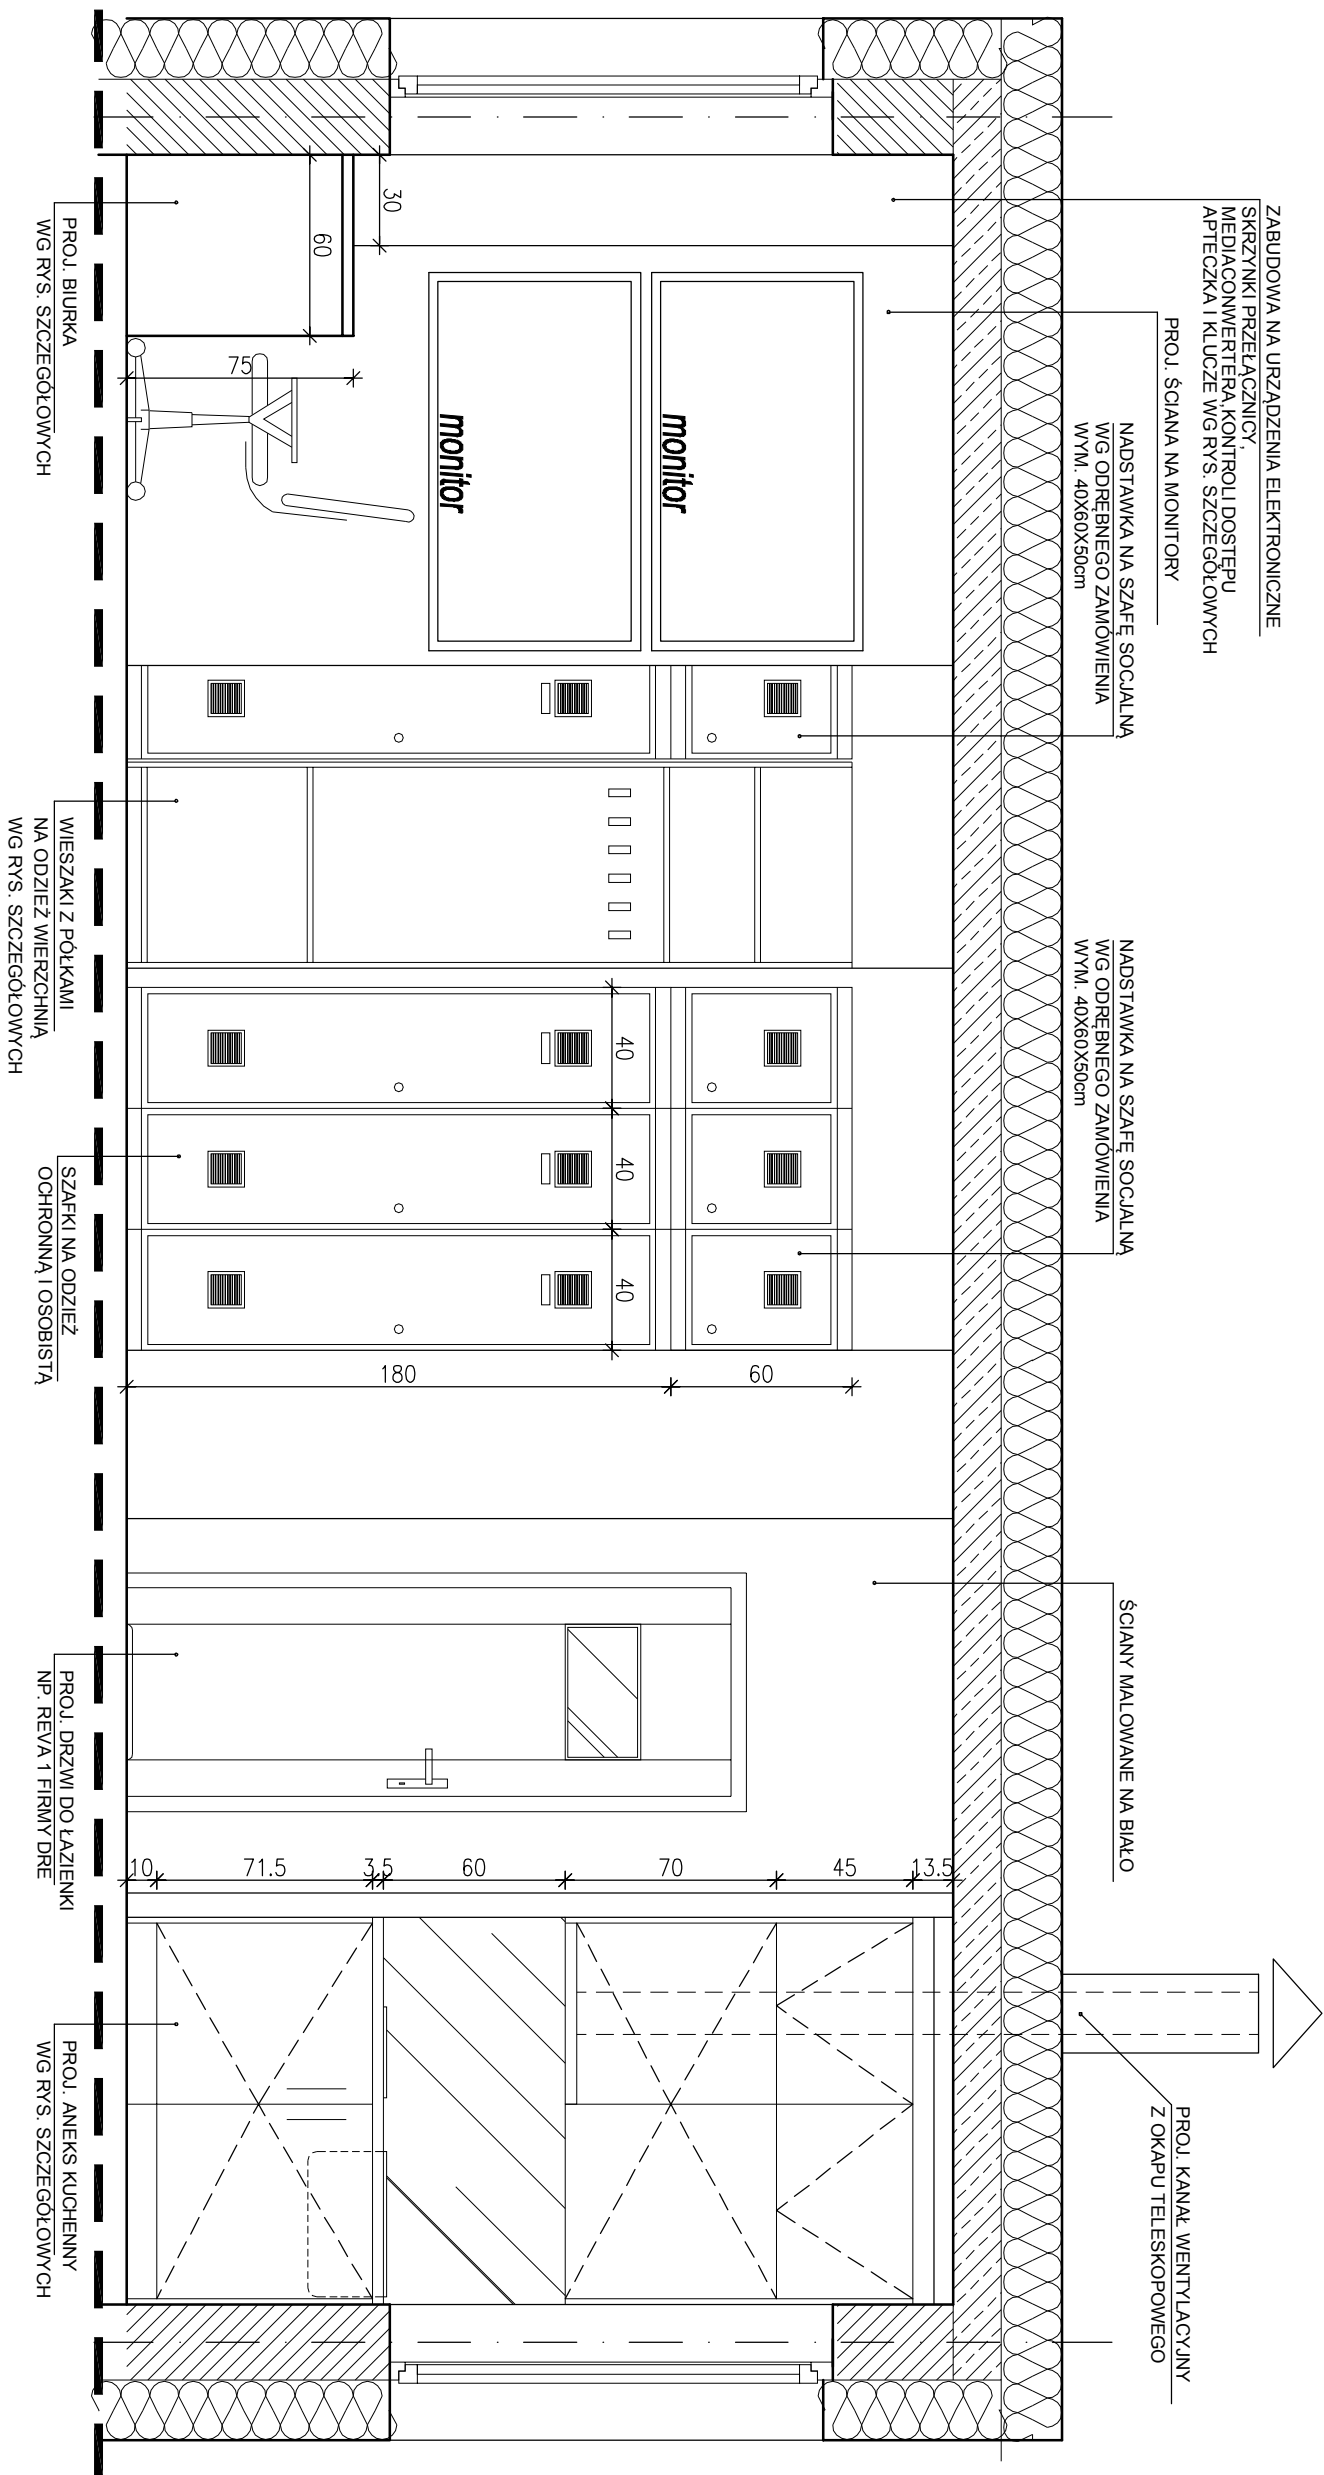 ZABUDOWA NA URZĄDZENIA ELEKTRONICZNE
SKRZYNKI PRZEŁĄCZNICY,
MEDIACONWERTERA,KONTROLI DOSTĘPU
APTECZKA I KLUCZE WG RYS. SZCZEGÓŁOWYCH
PROJ. ŚCIANA NA MONITORY
NADSTAWKA NA SZAFĘ SOCJALNĄ
WG ODRĘBNEGO ZAMÓWIENIA
WYM. 40X60X50cm
NADSTAWKA NA SZAFĘ SOCJALNĄ
WG ODRĘBNEGO ZAMÓWIENIA
WYM. 40X60X50cm
ŚCIANY MALOWANE NA BIAŁO
PROJ. KANAŁ WENTYLACYJNY
Z OKAPU TELESKOPOWEGO
30
60
75
monitor
monitor
40
40
40
180
60
10
71.5
3.5
60
70
45
13.5
PROJ. BIURKA
WG RYS. SZCZEGÓŁOWYCH
WIESZAKI Z PÓŁKAMI
NA ODZIEŻ WIERZCHNIĄ
WG RYS. SZCZEGÓŁOWYCH
SZAFKI NA ODZIEŻ
OCHRONNĄ I OSOBISTĄ
PROJ. DRZWI DO ŁAZIENKI
NP. REVA 1 FIRMY DRE
PROJ. ANEKS KUCHENNY
WG RYS. SZCZEGÓŁOWYCH